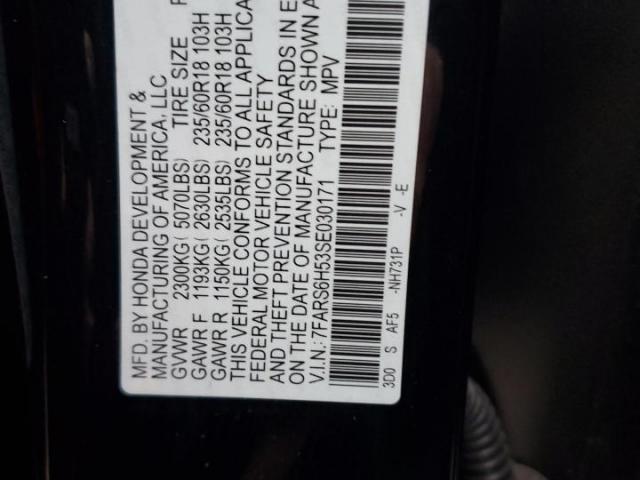 MFD. BY HONDA DEVELOPMENT &
MANUFACTURING OF AMERICA, LLC
GVWR 2300KG( 5070LBS) TIRE SIZE
GAWR F 1193KG( 2630LBS) 235/60R18 103H
GAWR R 1150KG( 2535LBS) 235/60R18 103H
THIS VEHICLE CONFORMS TO ALL APPLICA
FEDERAL MOTOR VEHICLE SAFETY
AND THEFT PREVENTION STANDARDS IN E
ON THE DATE OF MANUFACTURE SHOWN A
V.I.N.:7FARS6H53SE030171 TYPE: MPV
3D0 S AF5 -NH731P -V -E